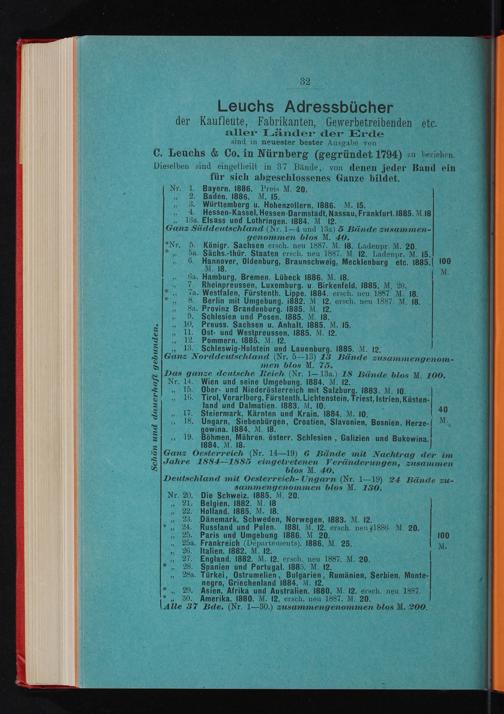 32
Leuchs Adressbücher
der Kaufleute, Fabrikanten, Gewerbetreibenden etc.
aller Länder der Erde
sind in neuester bester Ausgabe von
C. Leuchs & Co. in Nürnberg (gegründet 1794) zu beziehen.
Dieselben sind eingetheilt in 37 Bände, von denen jeder Band ein
für sich abgeschlossenes Ganze bildet.
Nr. 1. Bayern. 1886. Preis M. 20.
„ 2. Baden. 1886. M. 15.
„ 3. Württemberg u. Hohenzollern. 1886. M. 15.
„ 4. Hessen-Kassel, Hessen-Darmstadt, Nassau, Frankfurt. 1885. M. 18
„ 13a. Elsass und Lothringen. 1884. M. 12.
Ganz Süddeutschland (Nr. 1—4 und 13a) 5 Bände zusammen-
genommen blos M. 40.
*Nr. 5. Königr. Sachsen ersch. neu 1887. M. 18. Ladenpr. M. 20.
* „ 5a. Sächs.-thür. Staaten ersch. neu 1887. M. 12. Ladenpr. M. 15.
„ 6. Hannover, Oldenburg, Braunschweig, Mecklenburg etc. 1885.
M. 18.
„ 6a. Hamburg, Bremen, Lübeck 1886. M. 18.
„ 7. Rheinpreussen, Luxemburg. u. Birkenfeld. 1885. M. 20.
* „ 7a. Westfalen, Fürstenth. Lippe. 1884. ersch. neu 1887 M. 18.
* „ 8. Berlin mit Umgebung. 1882. M. 12. ersch. neu 1887. M. 18.
„ 8a. Provinz Brandenburg. 1885. M. 12.
„ 9. Schlesien und Posen. 1885. M. 18.
„ 10. Preuss. Sachsen u. Anhalt. 1885. M. 15.
„ 11. Ost- und Westpreussen. 1885. M. 12.
„ 12. Pommern. 1885. M. 12.
„ 13. Schleswig-Holstein und Lauenburg. 1885. M. 12.
100
M.
Ganz Norddeutschland (Nr. 5—13) 13 Bände zusammengenom-
men blos M. 75.
Das ganze deutsche Reich (Nr. 1—13a.) 18 Bände blos M. 100.
Nr. 14. Wien und seine Umgebung. 1884. M. 12.
„ 15. Ober- und Niederösterreich mit Salzburg. 1883. M. 10.
„ 16. Tirol, Vorarlberg, Fürstenth. Lichtenstein, Triest, Istrien, Küsten-
land und Dalmatien. 1883. M. 10.
„ 17. Steiermark, Kärnten und Krain. 1884. M. 10.
„ 18. Ungarn, Siebenbürgen, Croatien, Slavonien, Bosnien, Herze-
gowina. 1884. M. 18.
„ 19. Böhmen, Mähren, österr. Schlesien, Galizien und Bukowina.
1884. M. 18.
40
M.
Ganz Oesterreich (Nr. 14—19) 6 Bände mit Nachtrag der im
Jahre 1884—1885 eingetretenen Veränderungen, zusammen
blos M. 40.
Deutschland mit Oesterreich-Ungarn (Nr. 1—19) 24 Bände zu-
sammengenommen blos M. 130.
Nr. 20. Die Schweiz. 1885. M. 20.
„ 21. Belgien. 1882. M. 18
„ 22. Holland. 1885. M. 18.
„ 23. Dänemark, Schweden, Norwegen. 1883. M. 12.
* „ 24. Russland und Polen. 1881. M. 12. ersch. neu 1886. M. 20.
„ 25. Paris und Umgebung 1886. M. 20.
„ 25a. Frankreich (Departements). 1886. M. 25.
„ 26. Italien. 1882. M. 12.
„ 27. England. 1882. M. 12. ersch. neu 1887. M. 20.
* „ 28. Spanien und Portugal. 1885. M. 12.
„ 28a. Türkei, Ostrumelien, Bulgarien, Rumänien, Serbien, Monte-
negro, Griechenland 1884. M. 12.
* „ 29. Asien, Afrika und Australien. 1880. M. 12. ersch. neu 1887.
* „ 30. Amerika. 1880. M. 12. ersch. neu 1887. M. 20.
100
M.
Alle 37 Bde. (Nr. 1—30.) zusammengenommen blos M. 200.
Schön und dauerhaft gebunden.